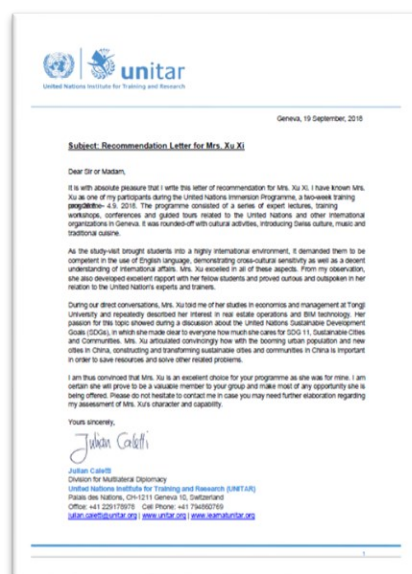 unitar
United Nations Institute for Training and Research
Geneva, 19 September, 2018
Subject: Recommendation Letter for Mrs. Xu Xi
Dear Sir or Madam,
It is with absolute pleasure that I write this letter of recommendation for Mrs. Xu Xi. I have known Mrs.
Xu as one of my participants during the United Nations Immersion Programme, a two-week training
4.9. 2018. The programme consisted of a series of expert lectures, training
workshops, conferences and guided tours related to the United Nations and other international
organizations in Geneva. It was rounded-off with cultural activities, introducing Swiss culture, music and
traditional cuisine.
As the study-visit brought students into a highly international environment, it demanded them to be
competent in the use of English language, demonstrating cross-cultural sensitivity as well as a decent
understanding of international affairs. Mrs. Xu excelled in all of these aspects. From my observation,
she also developed excellent rapport with her fellow students and proved curious and outspoken in her
relation to the United Nation's experts and trainers.
During our direct conversations, Mrs. Xu told me of her studies in economics and management at Tongji
University and repeatedly described her interest in real estate operations and BIM technology. Her
passion for this topic showed during a discussion about the United Nations Sustainable Development
Goals (SDGs), in which she made clear to everyone how much she cares for SDG 11, Sustainable Cities
and Communities. Mrs. Xu articulated convincingly how with the booming urban population and new
cities in China, constructing and transforming sustainable cities and communities in China is important
in order to save resources and solve other related problems.
I am thus convinced that Mrs. Xu is an excellent choice for your programme as she was for mine. I am
certain she will prove to be a valuable member to your group and make most of any opportunity she is
being offered. Please do not hesitate to contact me in case you may need further elaboration regarding
my assessment of Mrs. Xu's character and capability.
Yours sincerely,
Julian Caletti
Julian Caletti
Division for Multilateral Diplomacy
United Nations Institute for Training and Research (UNITAR)
Palais des Nations, CH-1211 Geneva 10, Switzerland
Office: +41 229178978 Cell Phone: +41 794860769
julian.caletti@unitar.org | www.unitar.org | www.learnatunitar.org
1